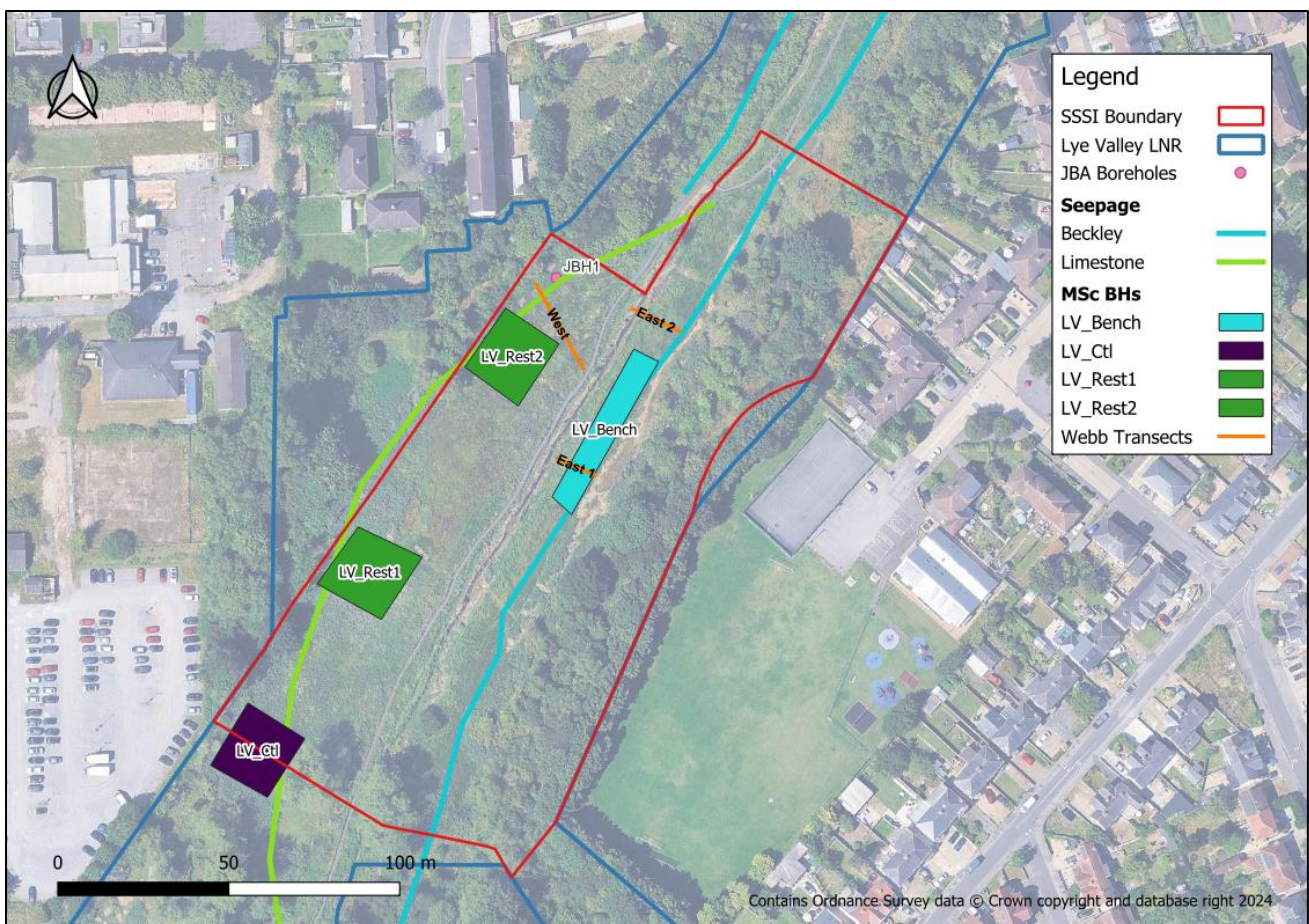 Legend
SSSI Boundary
Lye Valley LNR
JBA Boreholes
Seepage
Beckley
Limestone
MSc BHs
LV_Bench
LV_Ctl
LV_Rest1
LV_Rest2
Webb Transects
JBH1
West
East 2
LV_Rest2
LV_Bench
East 1
LV_Rest1
LV_Ctl
0 50 100 m
Contains Ordnance Survey data © Crown copyright and database right 2024